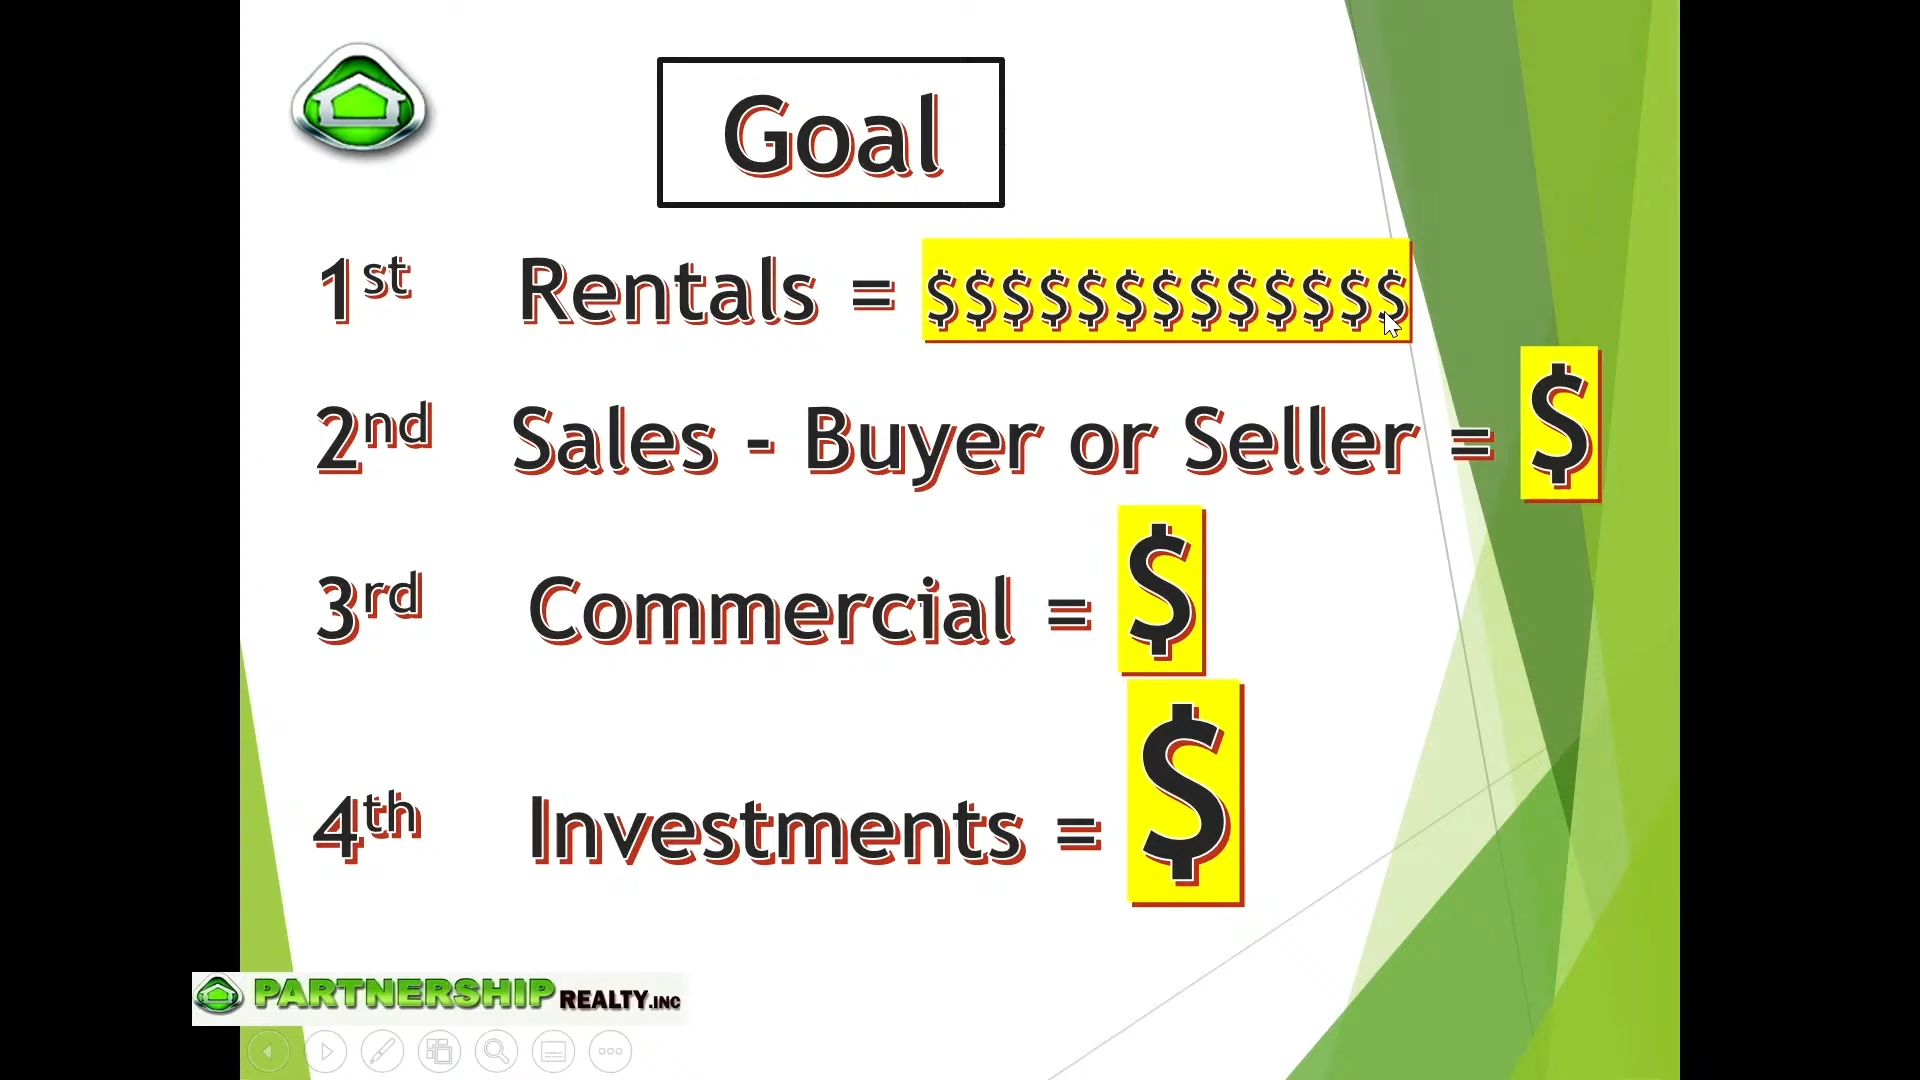 Goal
1st Rentals = $$$$$$$$$$$$$
2nd Sales - Buyer or Seller = $
3rd Commercial = $
4th Investments = $
PARTNERSHIP REALTY.INC